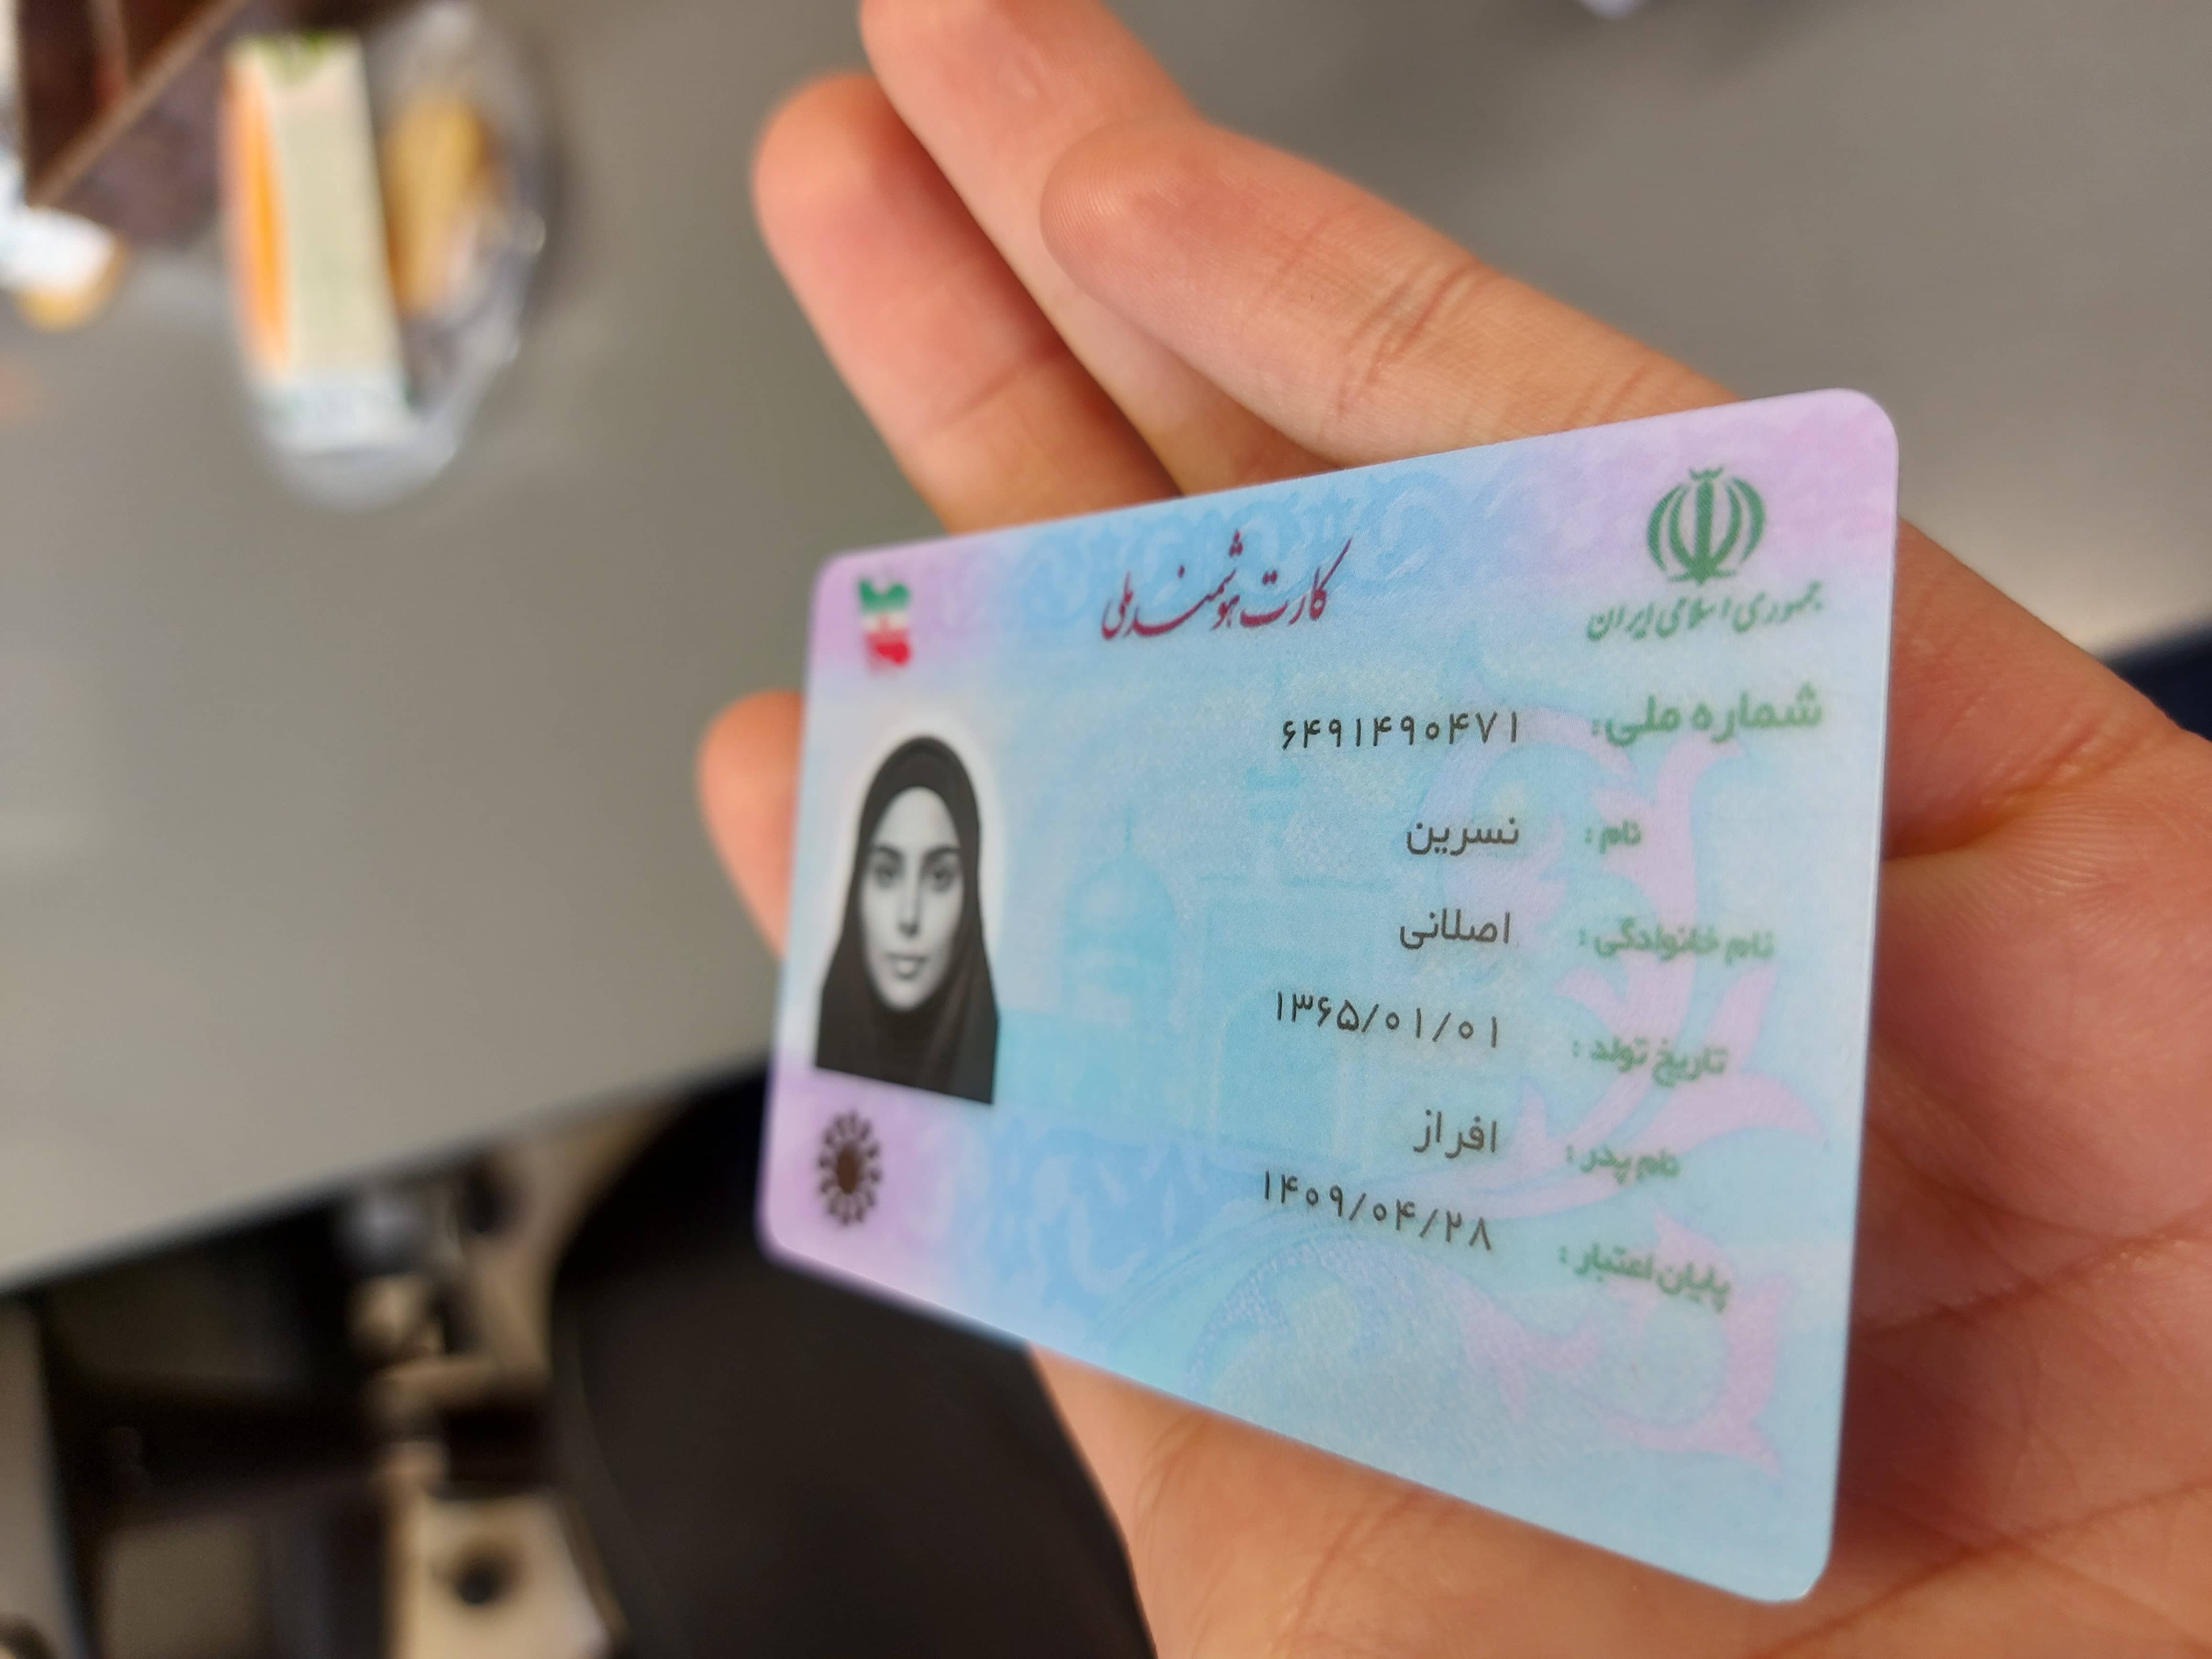 جمهوری اسلامی ایران
کارت هوشمند ملی
شماره ملی: ۶۴۹۱۴۹۰۴۷۱
نام: نسرین
نام خانوادگی: اصلانی
تاریخ تولد: ۱۳۶۵/۰۱/۰۱
نام پدر: افراز
پایان اعتبار: ۱۴۰۹/۰۴/۲۸